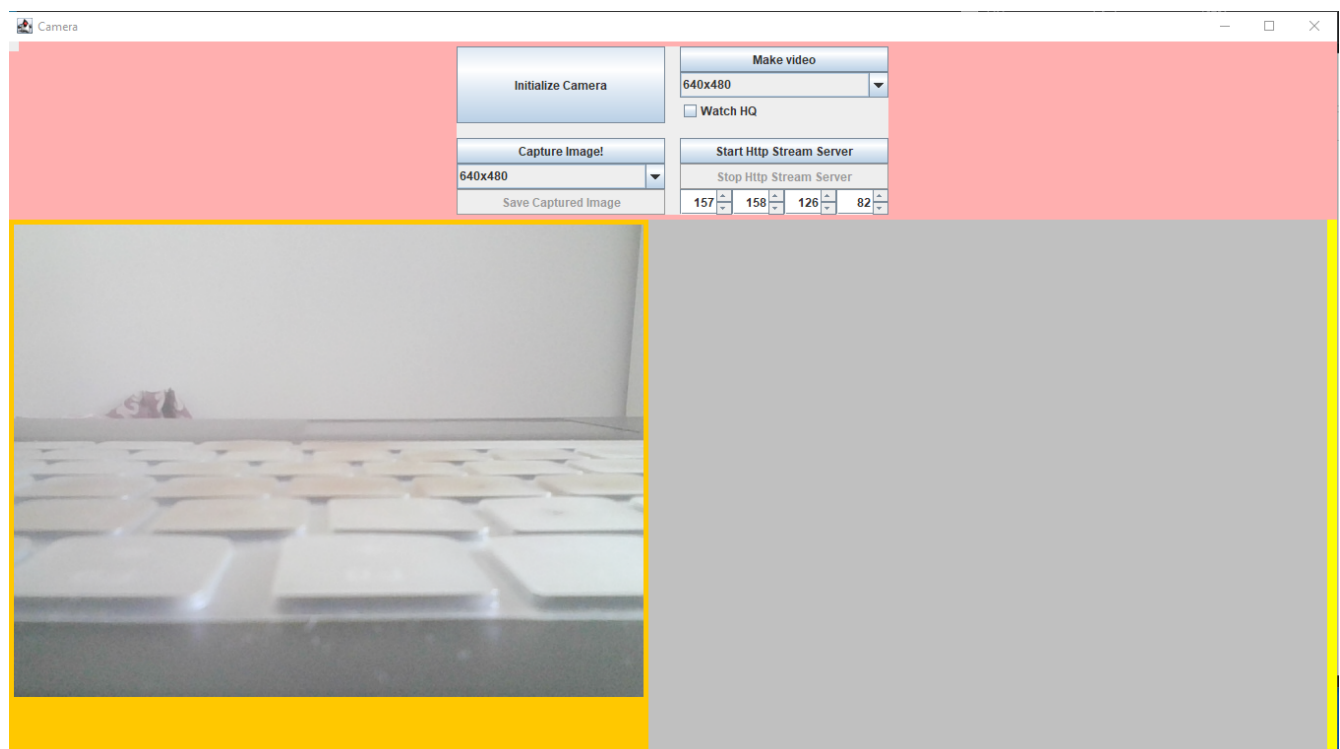 Camera
Initialize Camera
Make video
640x480
Watch HQ
Capture Image!
640x480
Save Captured Image
Start Http Stream Server
Stop Http Stream Server
157 158 126 82